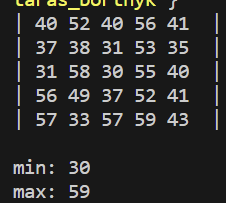 taras_bortnyk }
| 40 52 40 56 41 |
| 37 38 31 53 35 |
| 31 58 30 55 40 |
| 56 49 37 52 41 |
| 57 33 57 59 43 |
min: 30
max: 59